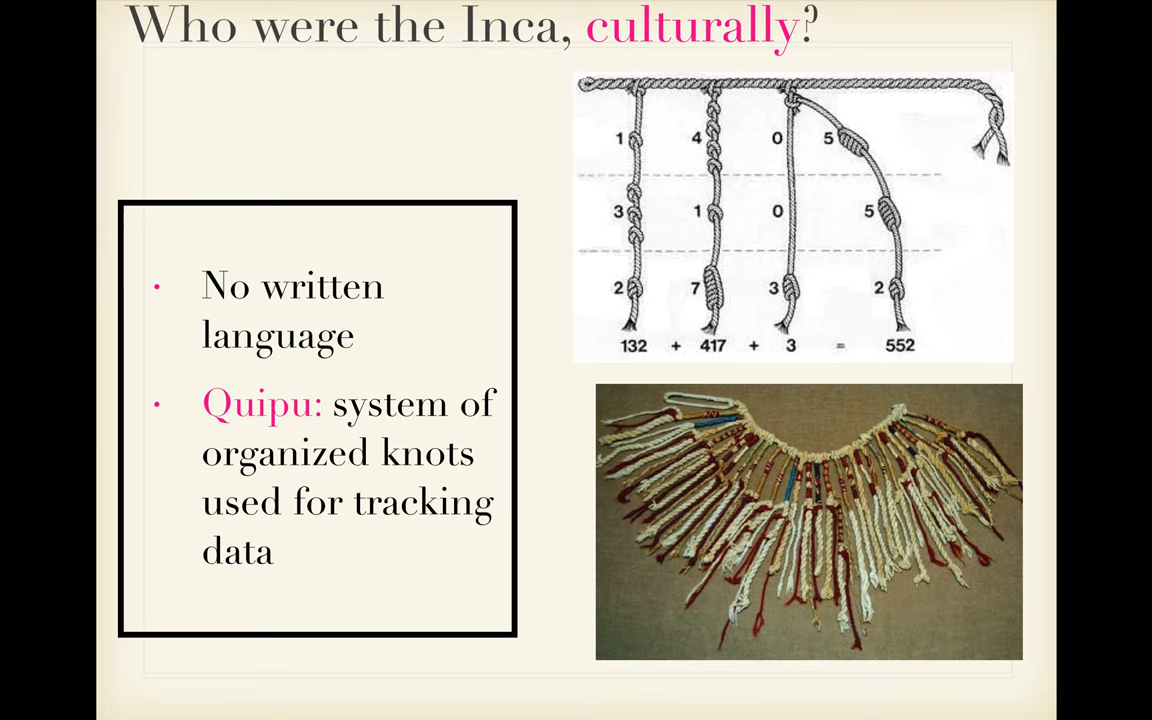 Who were the Inca, culturally?
• No written
language
• Quipu: system of
organized knots
used for tracking
data
1 4 0 5
3 1 0 5
2 7 3 2
132 + 417 + 3 = 552